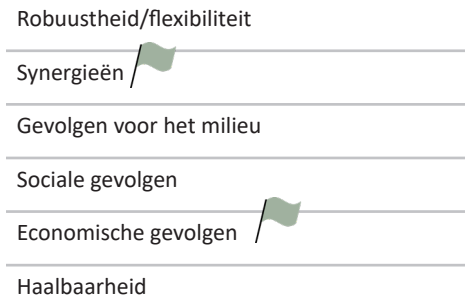 Robuustheid/flexibiliteit
Synergieën
Gevolgen voor het milieu
Sociale gevolgen
Economische gevolgen
Haalbaarheid